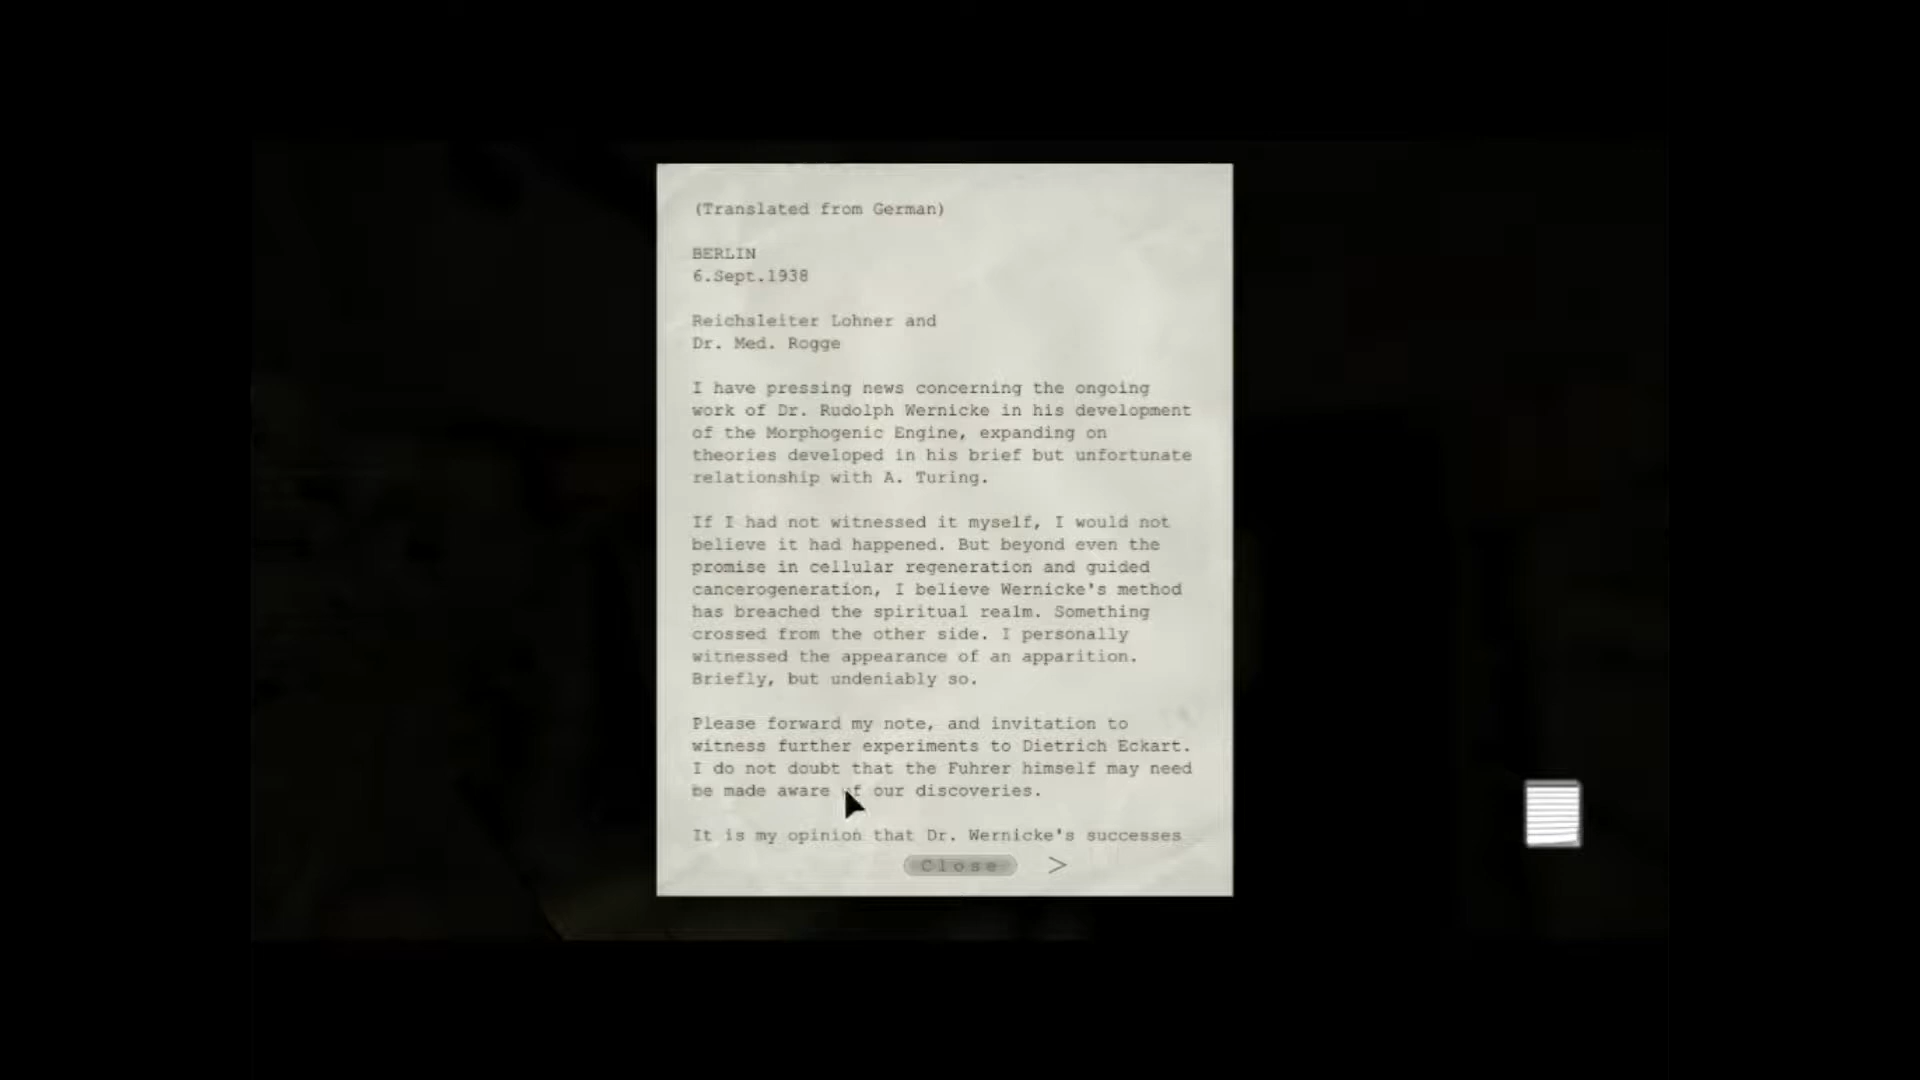 (Translated from German)
BERLIN
6.Sept.1938
Reichsleiter Lohner and
Dr. Med. Rogge
I have pressing news concerning the ongoing
work of Dr. Rudolph Wernicke in his development
of the Morphogenic Engine, expanding on
theories developed in his brief but unfortunate
relationship with A. Turing.
If I had not witnessed it myself, I would not
believe it had happened. But beyond even the
promise in cellular regeneration and guided
cancerogeneration, I believe Wernicke's method
has breached the spiritual realm. Something
crossed from the other side. I personally
witnessed the appearance of an apparition.
Briefly, but undeniably so.
Please forward my note, and invitation to
witness further experiments to Dietrich Eckart.
I do not doubt that the Fuhrer himself may need
be made aware of our discoveries.
It is my opinion that Dr. Wernicke's successes
Close >